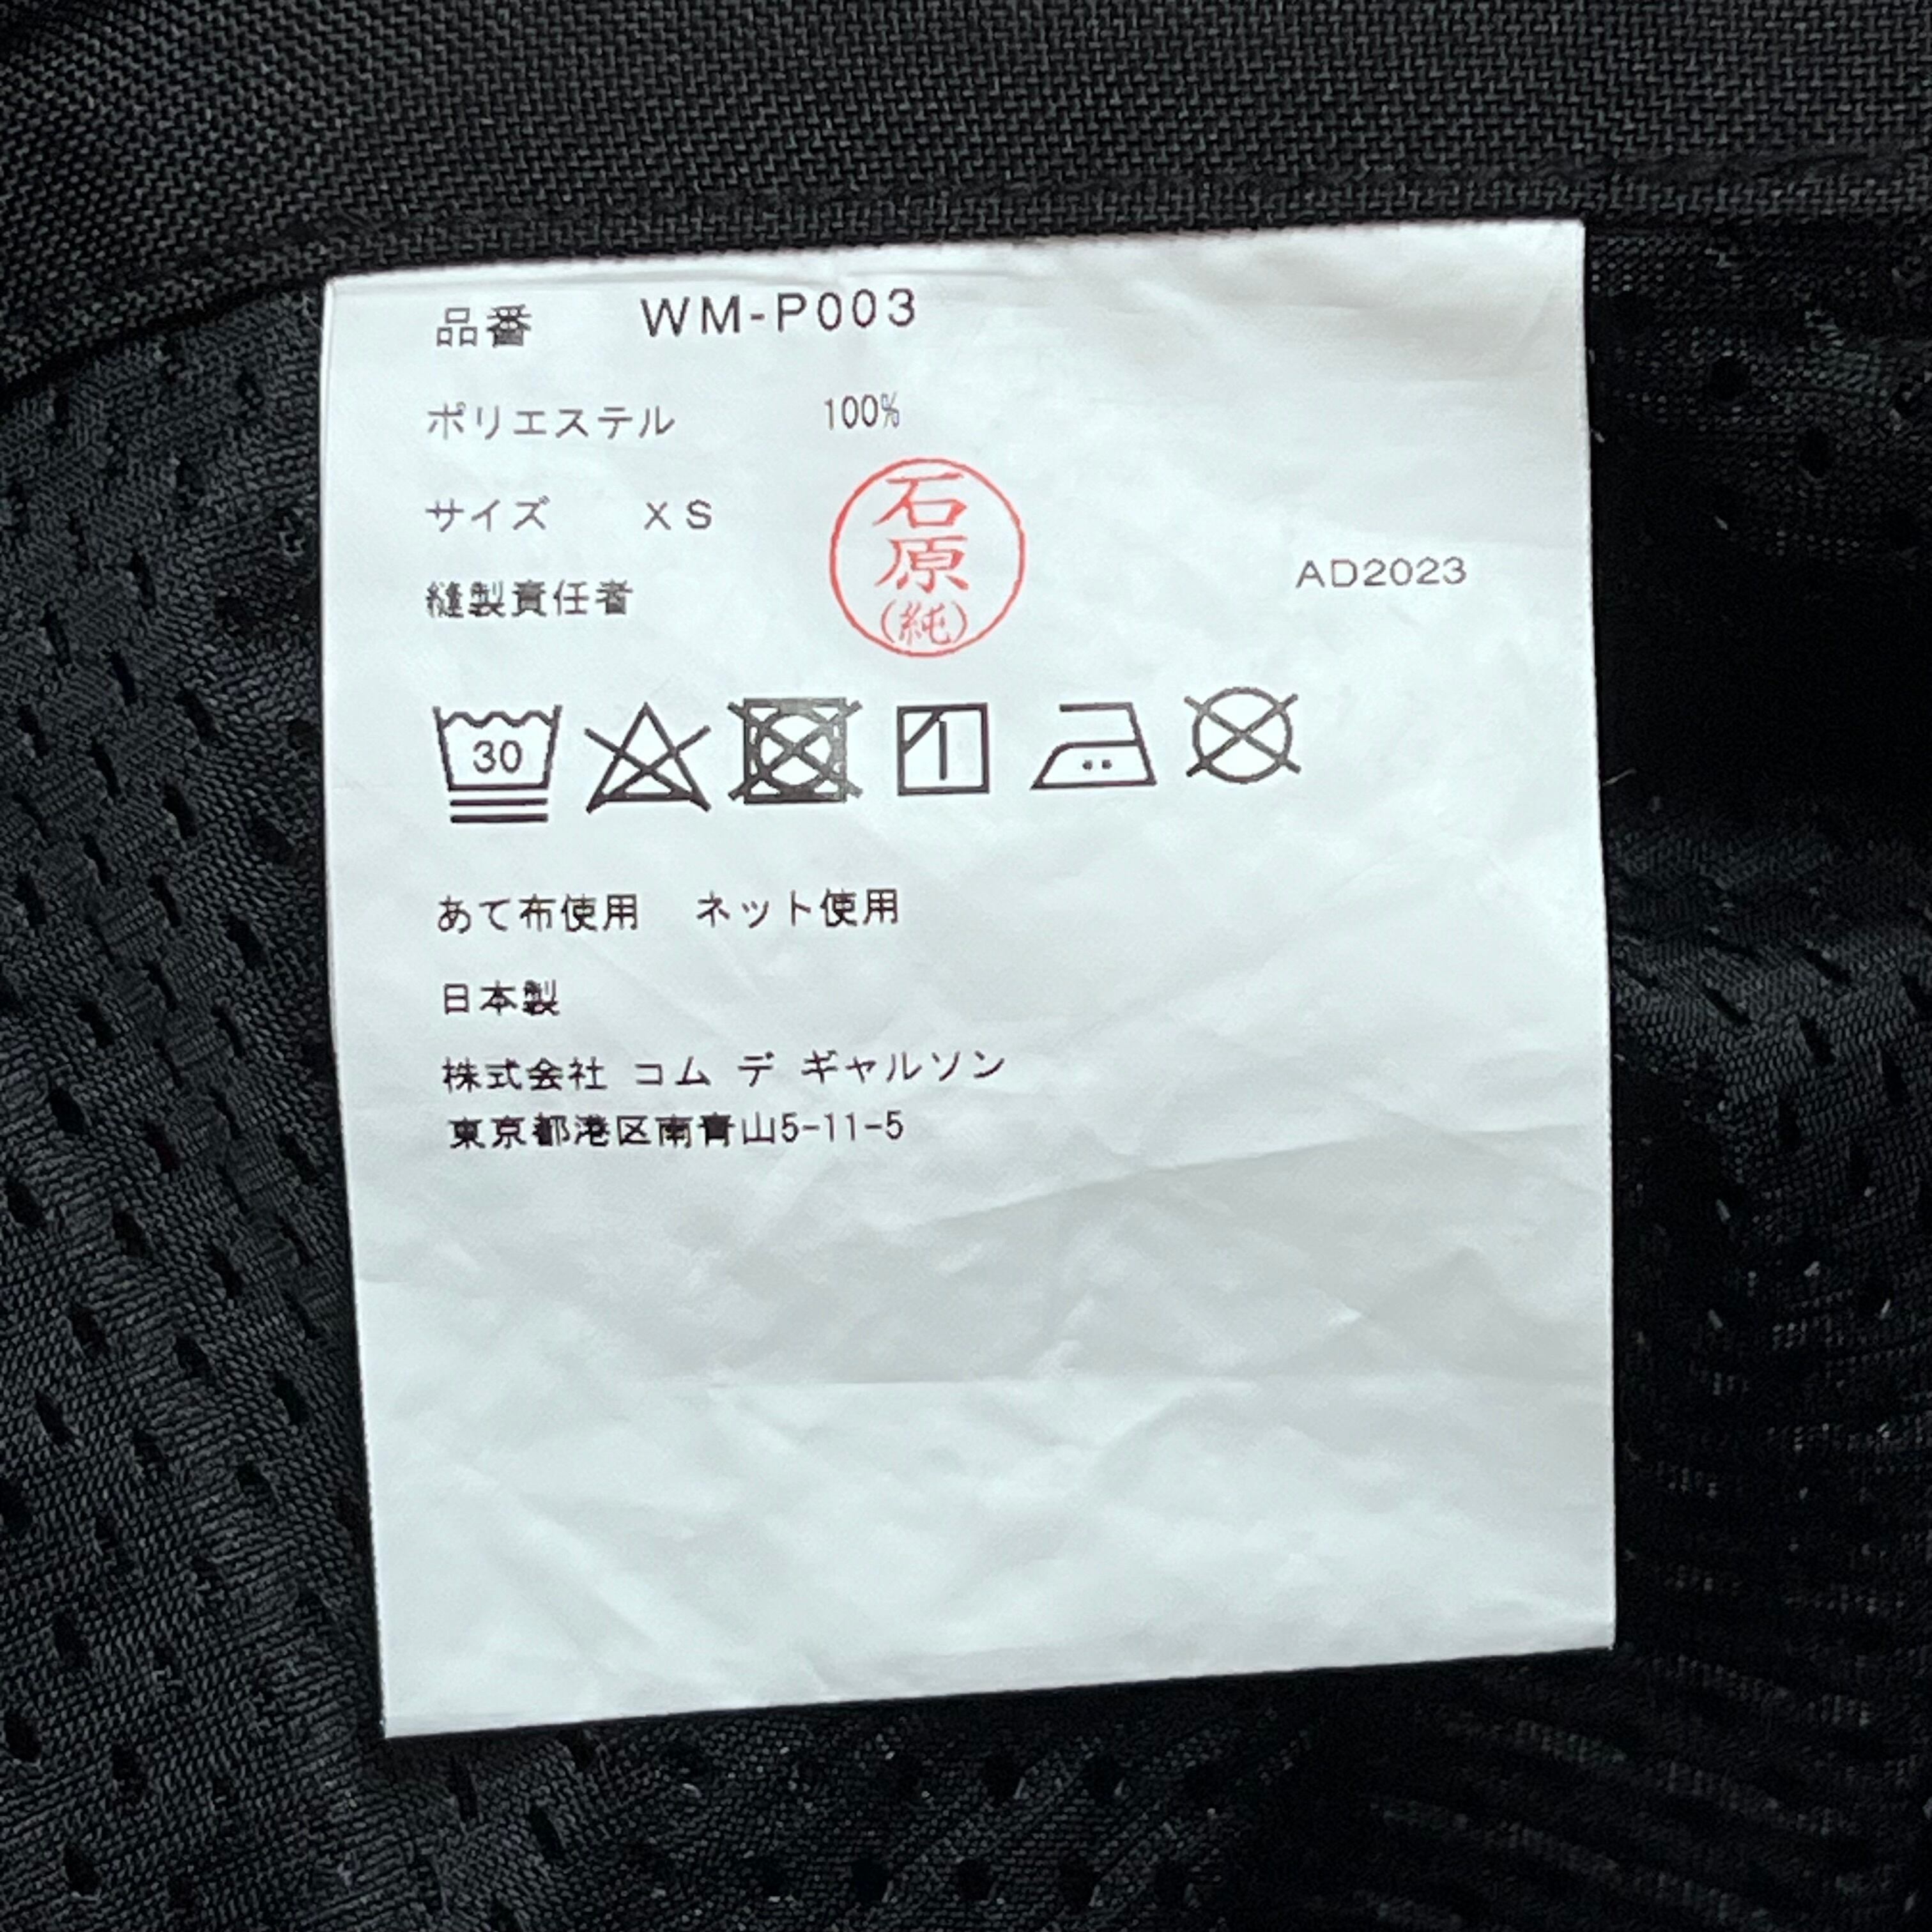 品番 WM-P003
ポリエステル 100%
サイズ XS
石原(純)
AD2023
縫製責任者
30
あて布使用 ネット使用
日本製
株式会社 コム デ ギャルソン
東京都港区南青山5-11-5